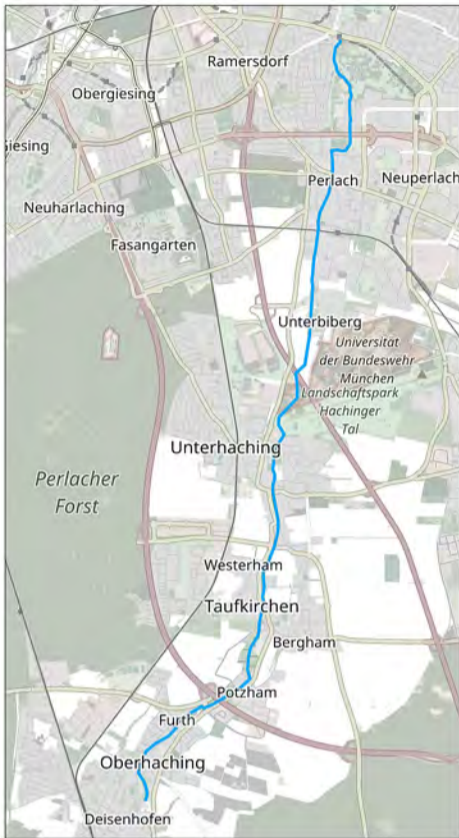 Ramersdorf
Obergiesing
Giesing
Perlach
Neuperlach
Neuharlaching
Fasangarten
Unterbiberg
Universität
der Bundeswehr
München
Landschaftspark
Hachinger
Tal
Unterhaching
Perlacher
Forst
Westerham
Taufkirchen
Bergham
Potzham
Furth
Oberhaching
Deisenhofen